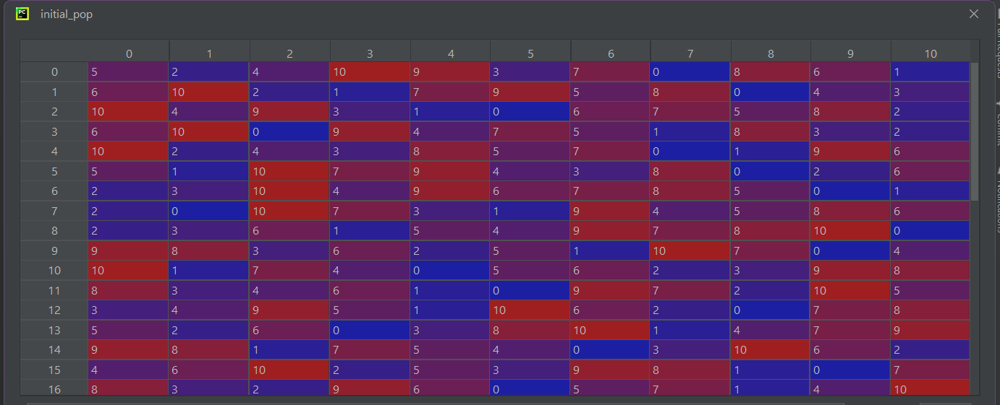 PC initial_pop
0 1 2 3 4 5 6 7 8 9 10
0 5 2 4 10 9 3 7 0 8 6 1
1 6 10 2 1 7 9 5 8 0 4 3
2 10 4 9 3 1 0 6 7 5 8 2
3 6 10 0 9 4 7 5 1 8 3 2
4 10 2 4 3 8 5 7 0 1 9 6
5 5 1 10 7 9 4 3 8 0 2 6
6 2 3 10 4 9 6 7 8 5 0 1
7 2 0 10 7 3 1 9 4 5 8 6
8 2 3 6 1 5 4 9 7 8 10 0
9 9 8 3 6 2 5 1 10 7 0 4
10 10 1 7 4 0 5 6 2 3 9 8
11 8 3 4 6 1 0 9 7 2 10 5
12 3 4 9 5 1 10 6 2 0 7 8
13 5 2 6 0 3 8 10 1 4 7 9
14 9 8 1 7 5 4 0 3 10 6 2
15 4 6 10 2 5 3 9 8 1 0 7
16 8 3 2 9 6 0 5 7 1 4 10